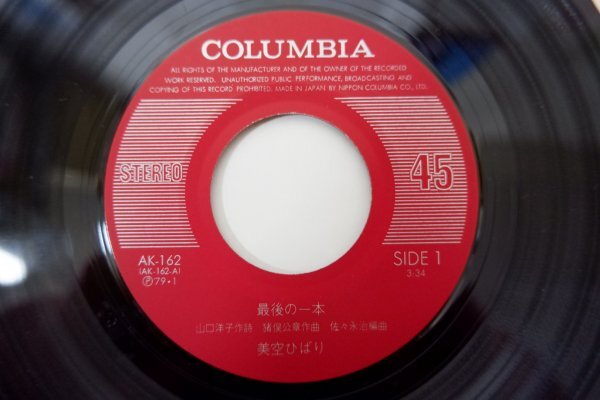 COLUMBIA
ALL RIGHTS OF THE MANUFACTURER AND OF THE OWNER OF THE RECORDED
WORK RESERVED. UNAUTHORIZED PUBLIC PERFORMANCE, BROADCASTING AND
COPYING OF THIS RECORD PROHIBITED. MADE IN JAPAN BY NIPPON COLUMBIA CO., LTD.
STEREO
45
AK-162
(AK-162-A)
Ⓟ79・1
SIDE 1
3:34
最後の一本
山口洋子作詩 猪俣公章作曲 佐々永治編曲
美空ひばり